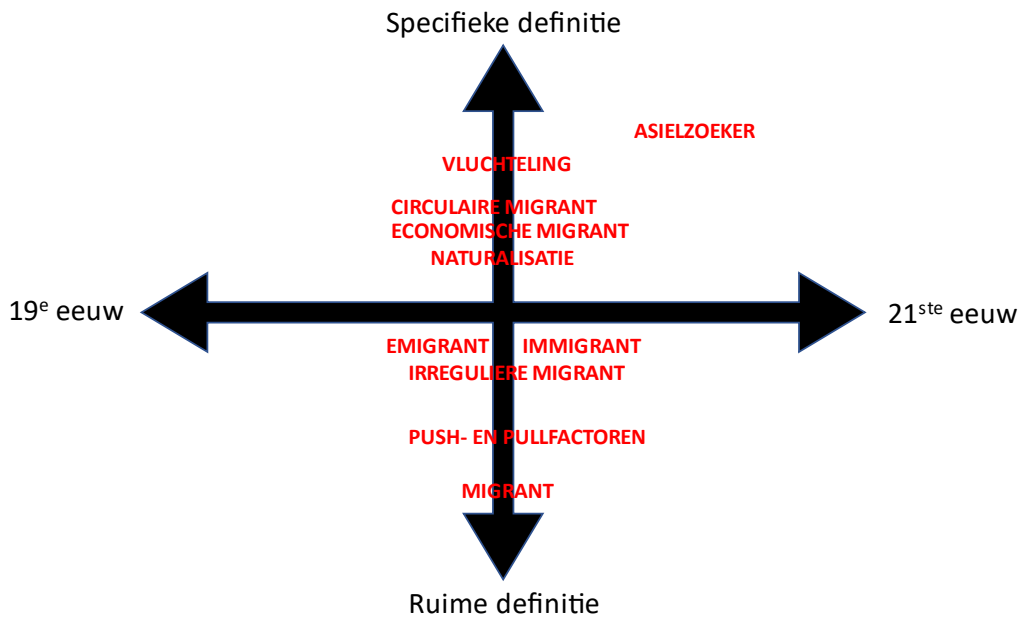 Specifieke definitie
ASIELZOEKER
VLUCHTELING
CIRCULAIRE MIGRANT
ECONOMISCHE MIGRANT
NATURALISATIE
19e eeuw
21ste eeuw
EMIGRANT
IMMIGRANT
IRREGULIERE MIGRANT
PUSH- EN PULLFACTOREN
MIGRANT
Ruime definitie